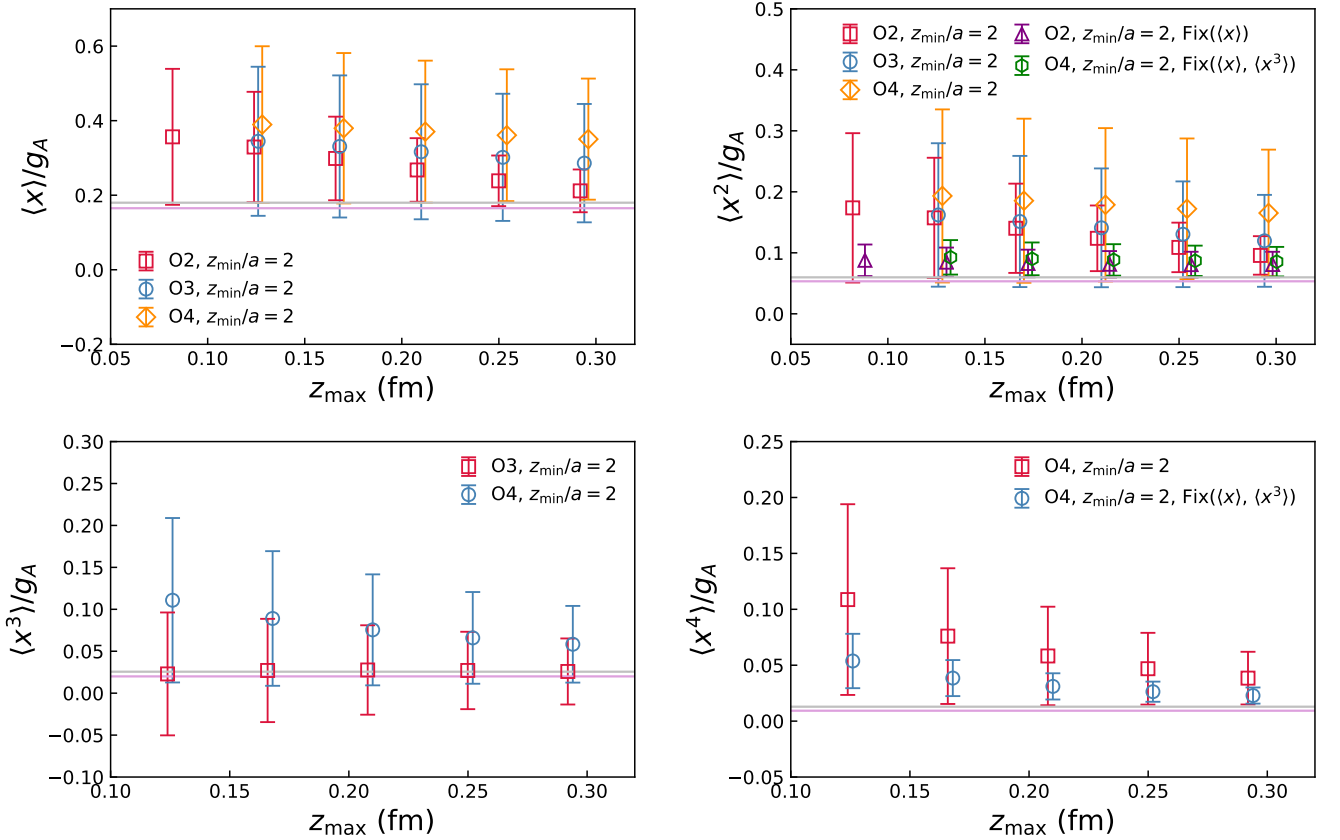 ⟨x⟩/g_A
0.6
0.4
0.2
0.0
−0.2
O2, z_min/a = 2
O3, z_min/a = 2
O4, z_min/a = 2
0.05 0.10 0.15 0.20 0.25 0.30
z_max (fm)
⟨x²⟩/g_A
0.5
0.4
0.3
0.2
0.1
0.0
O2, z_min/a = 2
O3, z_min/a = 2
O4, z_min/a = 2
O2, z_min/a = 2, Fix(⟨x⟩)
O4, z_min/a = 2, Fix(⟨x⟩, ⟨x³⟩)
0.05 0.10 0.15 0.20 0.25 0.30
z_max (fm)
⟨x³⟩/g_A
0.30
0.25
0.20
0.15
0.10
0.05
0.00
−0.05
−0.10
O3, z_min/a = 2
O4, z_min/a = 2
0.10 0.15 0.20 0.25 0.30
z_max (fm)
⟨x⁴⟩/g_A
0.25
0.20
0.15
0.10
0.05
0.00
−0.05
O4, z_min/a = 2
O4, z_min/a = 2, Fix(⟨x⟩, ⟨x³⟩)
0.10 0.15 0.20 0.25 0.30
z_max (fm)